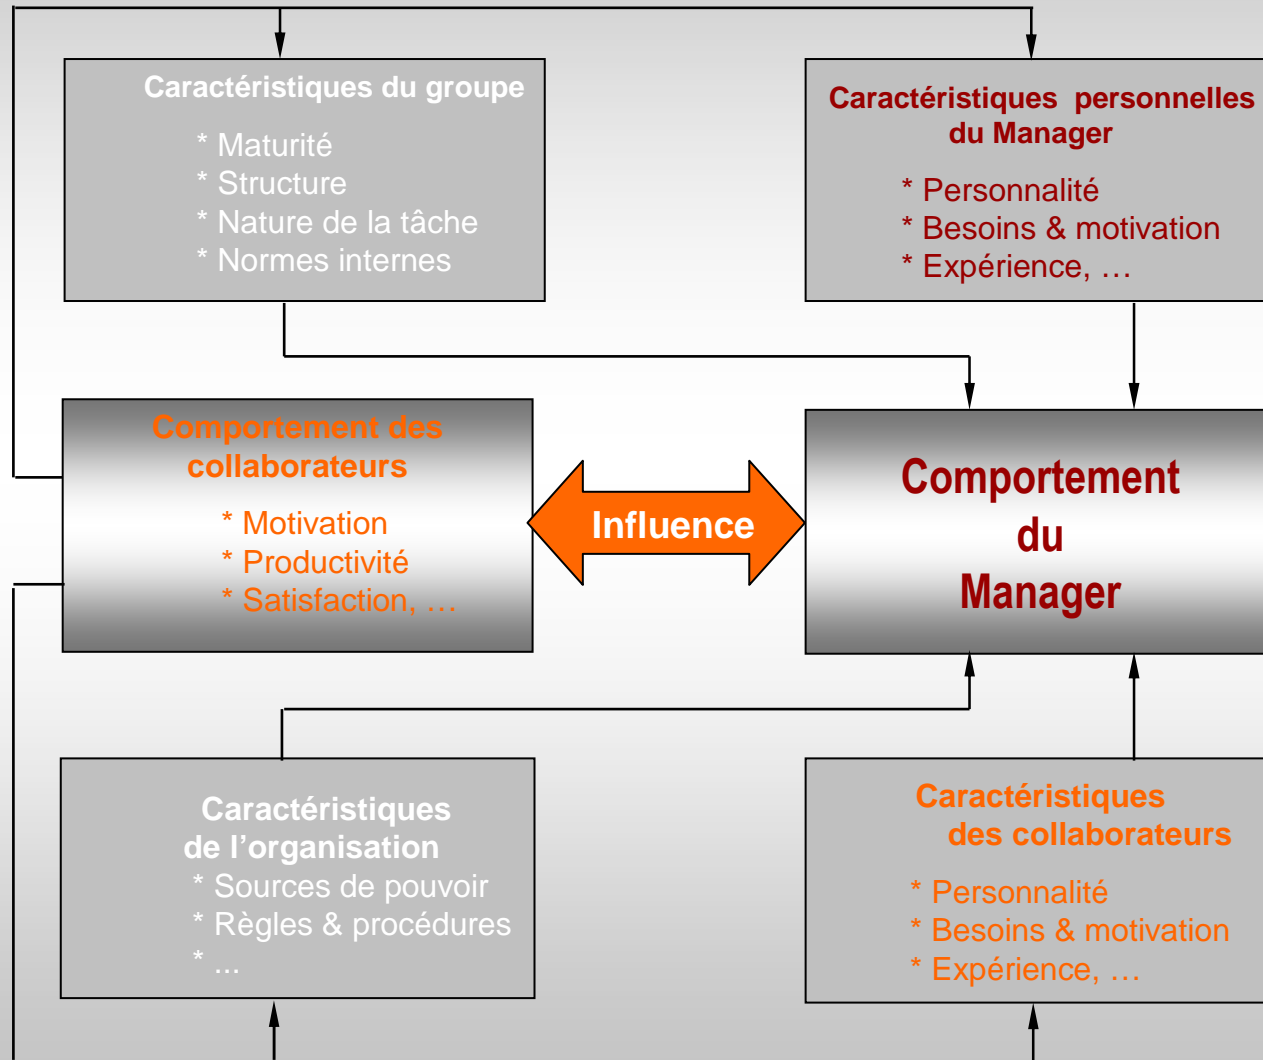 Caractéristiques du groupe
* Maturité
* Structure
* Nature de la tâche
* Normes internes
Caractéristiques personnelles
du Manager
* Personnalité
* Besoins & motivation
* Expérience, …
Comportement des
collaborateurs
* Motivation
* Productivité
* Satisfaction, …
Influence
Comportement
du
Manager
Caractéristiques
de l’organisation
* Sources de pouvoir
* Règles & procédures
* ...
Caractéristiques
des collaborateurs
* Personnalité
* Besoins & motivation
* Expérience, …